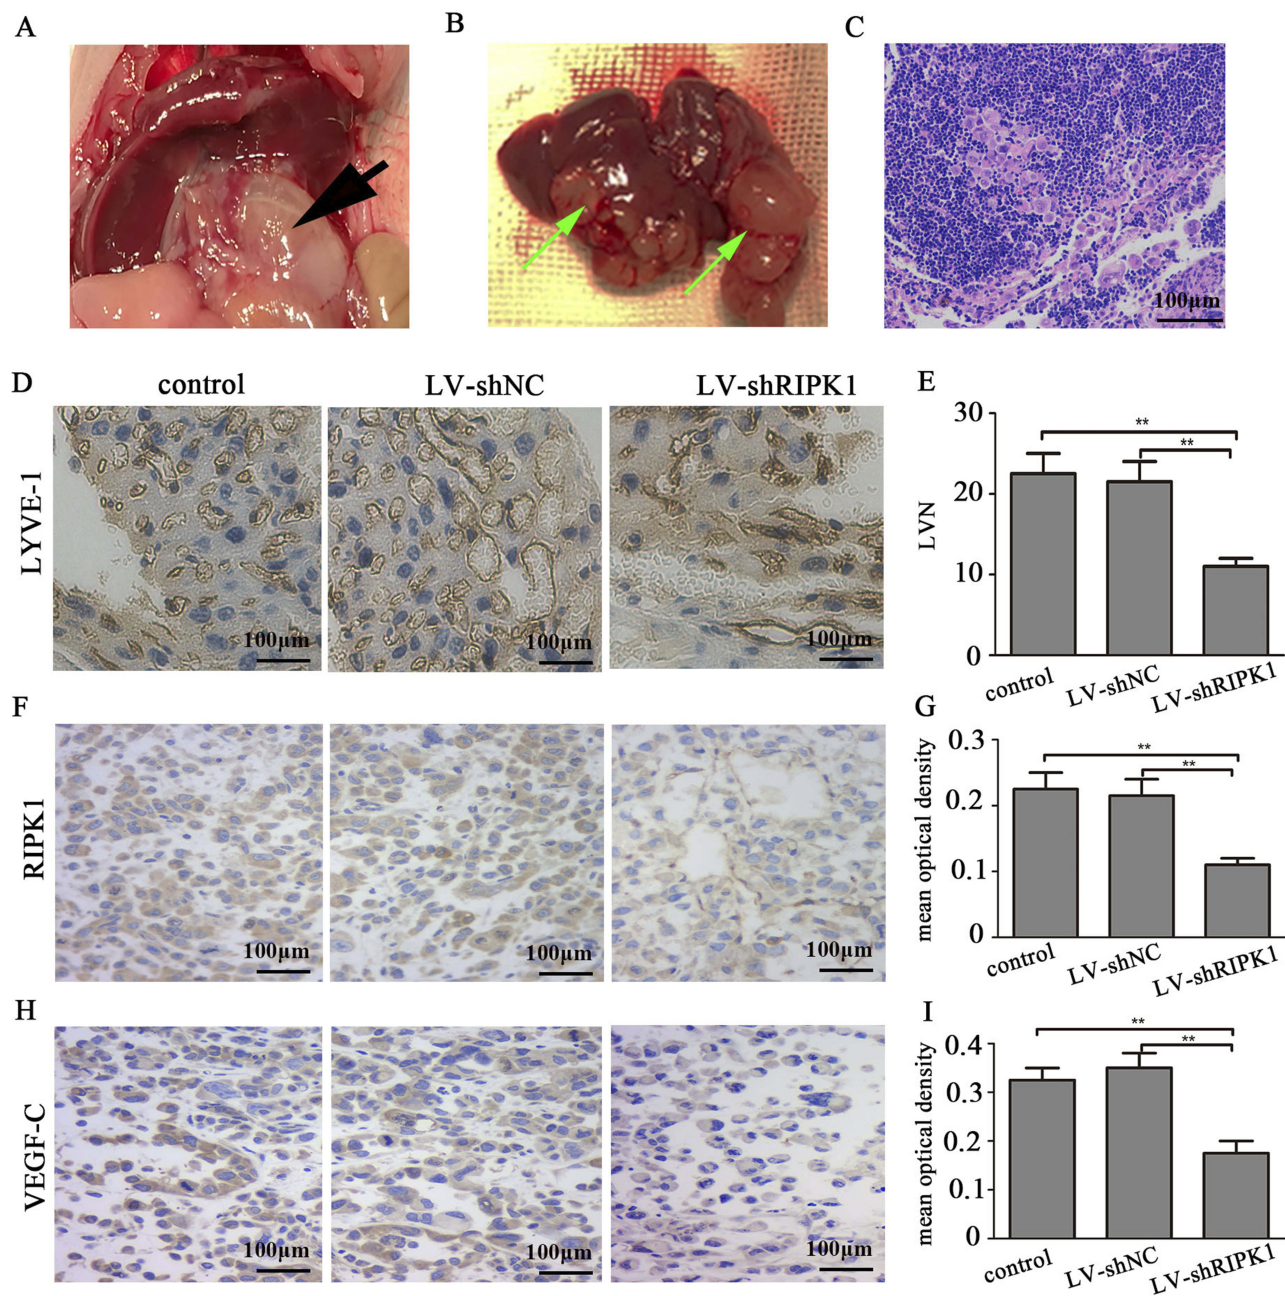 A
B
C
100μm
D
control
LV-shNC
LV-shRIPK1
E
LYVE-1
100μm
100μm
100μm
30
20
10
0
LVN
**
**
control
LV-shNC
LV-shRIPK1
F
G
RIPK1
100μm
100μm
100μm
0.3
0.2
0.1
0
mean optical density
**
**
control
LV-shNC
LV-shRIPK1
H
I
VEGF-C
100μm
100μm
100μm
0.4
0.3
0.2
0.1
0
mean optical density
**
**
control
LV-shNC
LV-shRIPK1